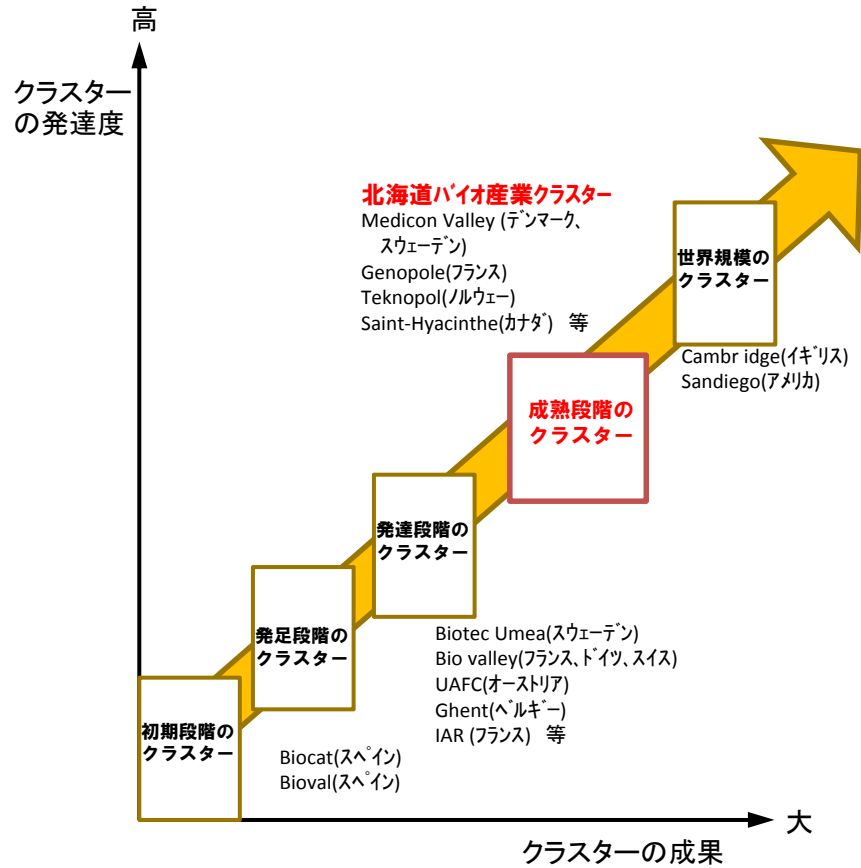 高
クラスター
の発達度
北海道ﾊﾞｲｵ産業クラスター
Medicon Valley (ﾃﾞﾝﾏｰｸ、
ｽｳｪｰﾃﾞﾝ)
Genopole(ﾌﾗﾝｽ)
Teknopol(ﾉﾙｳｪｰ)
Saint-Hyacinthe(ｶﾅﾀﾞ) 等
世界規模の
クラスター
Cambr idge(ｲｷﾞﾘｽ)
Sandiego(ｱﾒﾘｶ)
成熟段階の
クラスター
発達段階の
クラスター
Biotec Umea(ｽｳｪｰﾃﾞﾝ)
Bio valley(ﾌﾗﾝｽ、ﾄﾞｲﾂ、ｽｲｽ)
UAFC(ｵｰｽﾄﾘｱ)
Ghent(ﾍﾞﾙｷﾞｰ)
IAR (ﾌﾗﾝｽ) 等
発足段階の
クラスター
Biocat(ｽﾍﾟｲﾝ)
Bioval(ｽﾍﾟｲﾝ)
初期段階の
クラスター
大
クラスターの成果